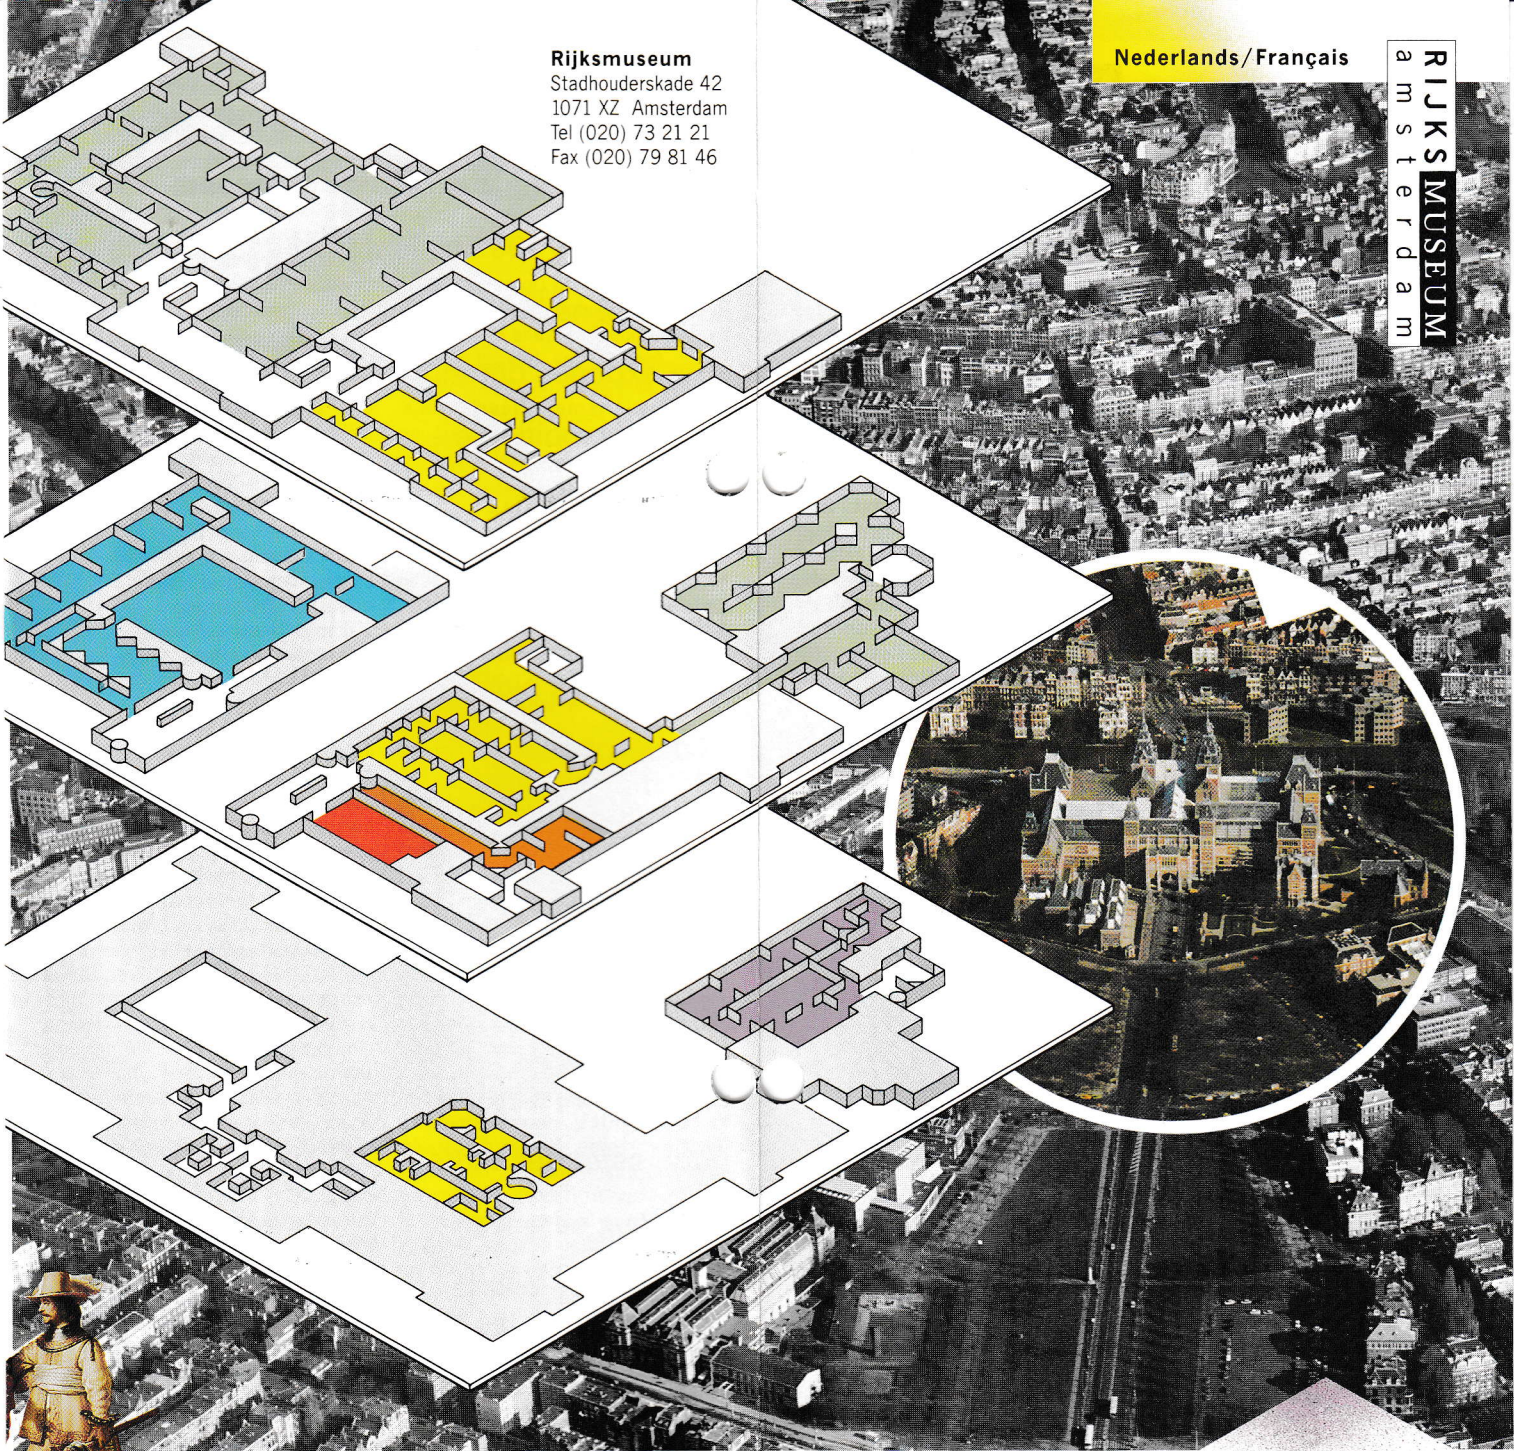 Rijksmuseum
Stadhouderskade 42
1071 XZ Amsterdam
Tel (020) 73 21 21
Fax (020) 79 81 46
Nederlands/Français
RIJKSMUSEUM
amsterdam